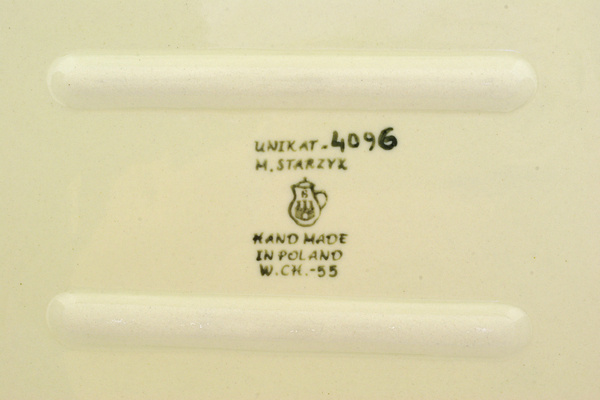 UNIKAT-4096
M. STARZYK
HAND MADE
IN POLAND
W.CH.-55